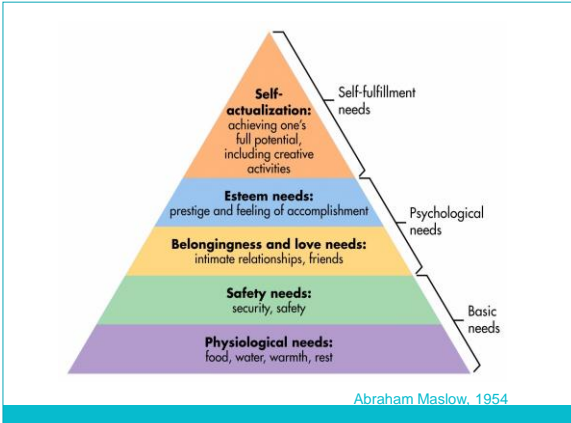 Self-
actualization:
achieving one's
full potential,
including creative
activities
Self-fulfillment
needs
Esteem needs:
prestige and feeling of accomplishment
Psychological
needs
Belongingness and love needs:
intimate relationships, friends
Safety needs:
security, safety
Basic
needs
Physiological needs:
food, water, warmth, rest
Abraham Maslow, 1954